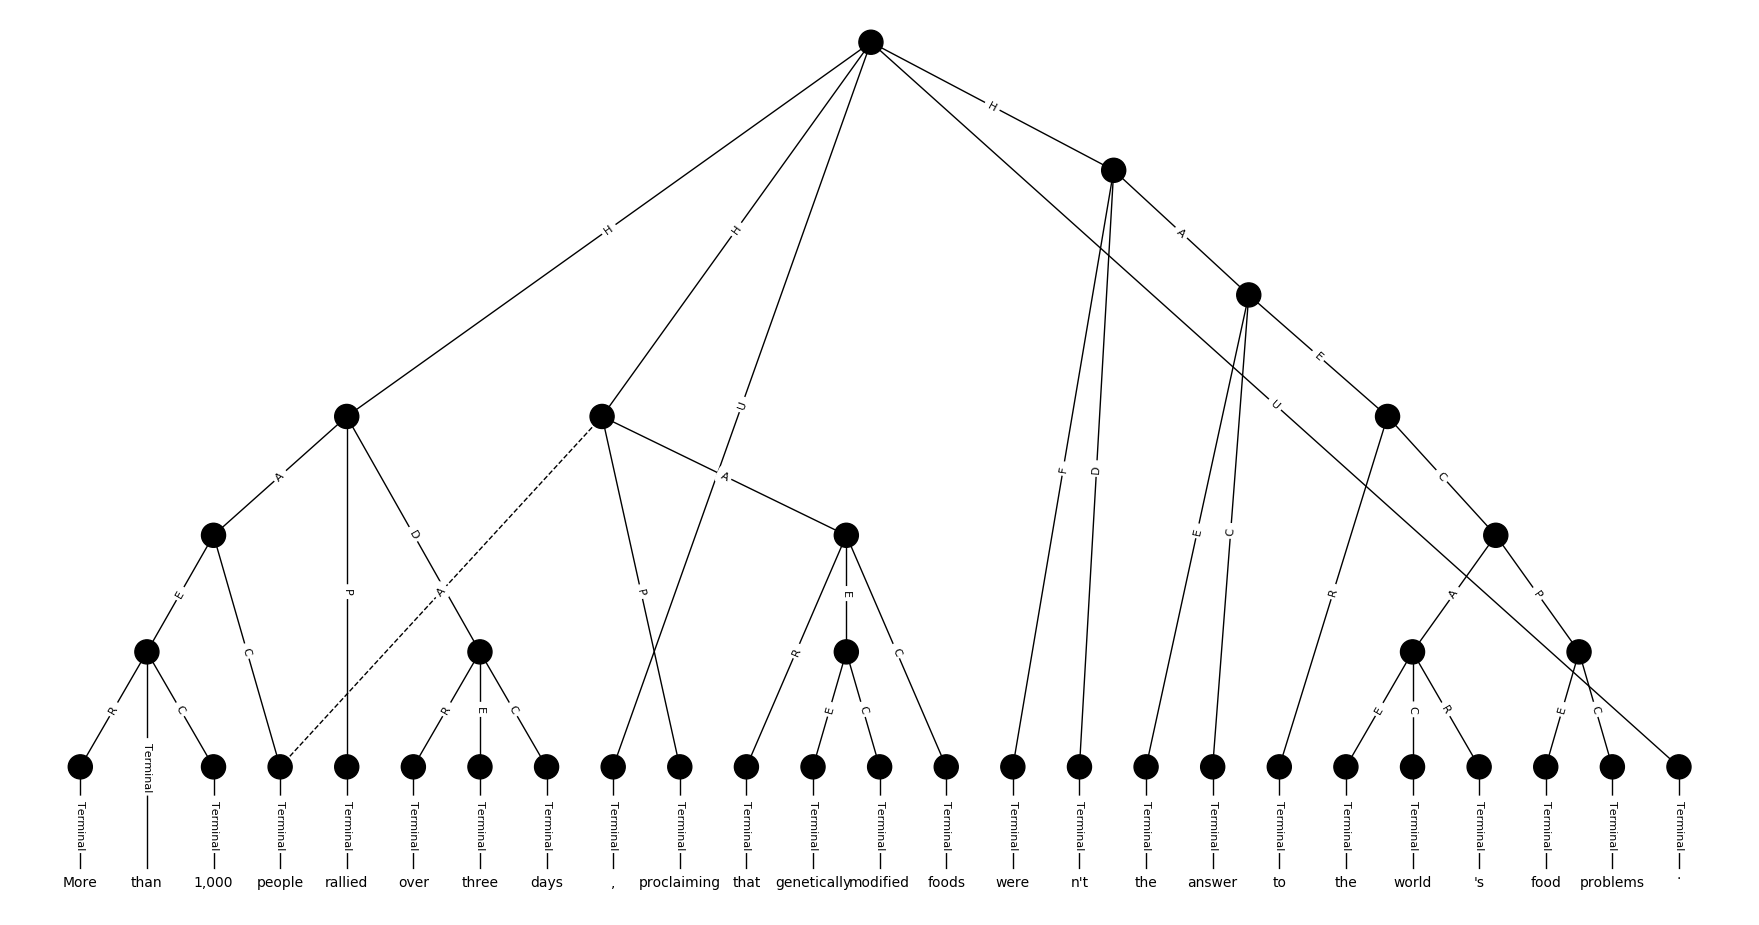 H
H
H
A
U
E
U
A
A
D
C
E
P
A
P
E
F
D
E
C
R
A
P
C
R
C
R
C
R
E
C
E
C
E
C
R
E
C
Terminal
Terminal Terminal Terminal Terminal Terminal Terminal Terminal Terminal Terminal Terminal Terminal Terminal Terminal Terminal Terminal Terminal Terminal Terminal Terminal Terminal Terminal Terminal Terminal Terminal
More than 1,000 people rallied over three days , proclaiming that genetically modified foods were n't the answer to the world 's food problems .